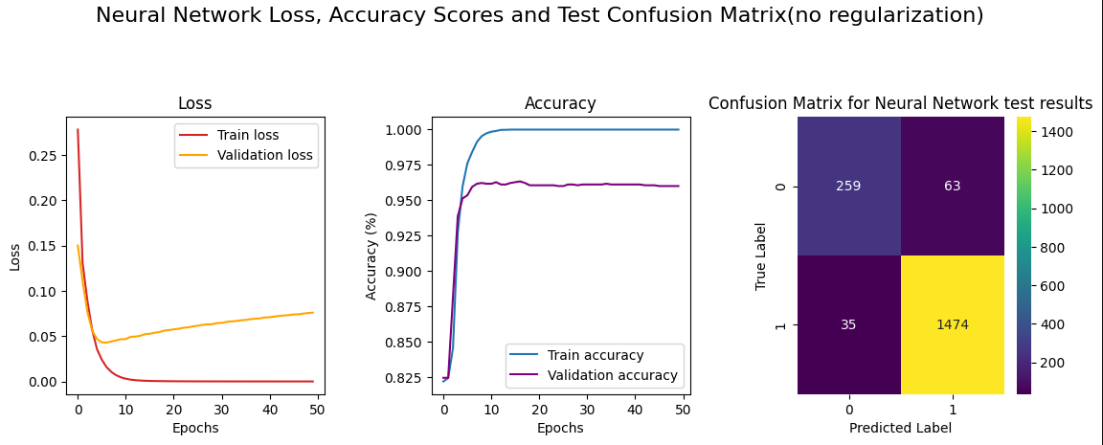 Neural Network Loss, Accuracy Scores and Test Confusion Matrix(no regularization)
Loss
Train loss
Validation loss
0.25
0.20
0.15
0.10
0.05
0.00
Loss
0 10 20 30 40 50
Epochs
Accuracy
1.000
0.975
0.950
0.925
0.900
0.875
0.850
0.825
Accuracy (%)
Train accuracy
Validation accuracy
0 10 20 30 40 50
Epochs
Confusion Matrix for Neural Network test results
True Label
0
259 63
1
35 1474
0 1
Predicted Label
1400
1200
1000
800
600
400
200